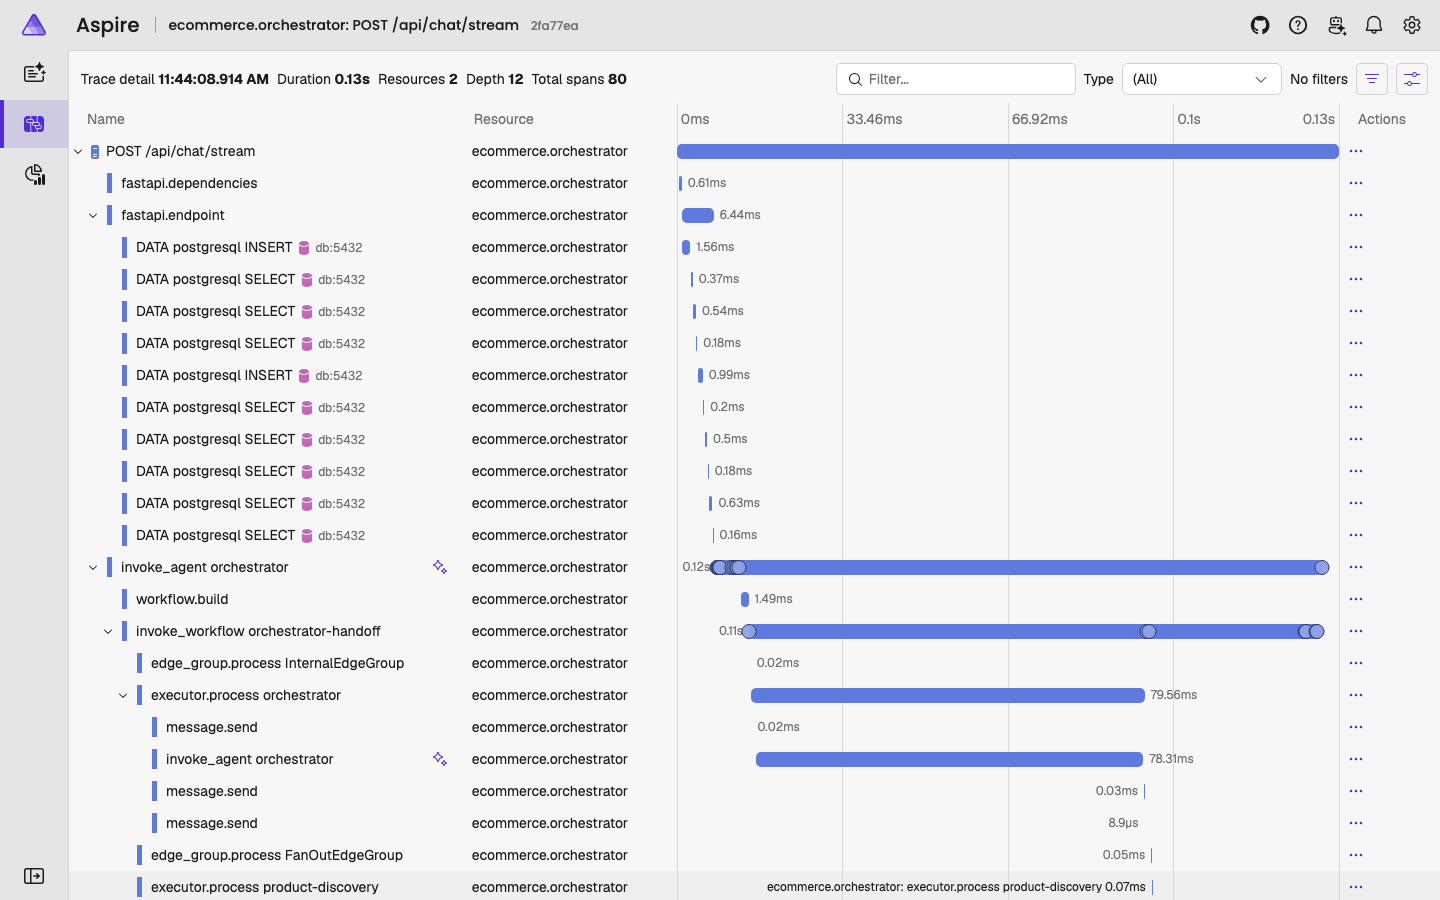 Aspire ecommerce.orchestrator: POST /api/chat/stream 2fa77ea
Trace detail 11:44:08.914 AM Duration 0.13s Resources 2 Depth 12 Total spans 80 Filter... Type (All) No filters
Name Resource 0ms 33.46ms 66.92ms 0.1s 0.13s Actions
POST /api/chat/stream ecommerce.orchestrator
fastapi.dependencies ecommerce.orchestrator 0.61ms
fastapi.endpoint ecommerce.orchestrator 6.44ms
DATA postgresql INSERT db:5432 ecommerce.orchestrator 1.56ms
DATA postgresql SELECT db:5432 ecommerce.orchestrator 0.37ms
DATA postgresql SELECT db:5432 ecommerce.orchestrator 0.54ms
DATA postgresql SELECT db:5432 ecommerce.orchestrator 0.18ms
DATA postgresql INSERT db:5432 ecommerce.orchestrator 0.99ms
DATA postgresql SELECT db:5432 ecommerce.orchestrator 0.2ms
DATA postgresql SELECT db:5432 ecommerce.orchestrator 0.5ms
DATA postgresql SELECT db:5432 ecommerce.orchestrator 0.18ms
DATA postgresql SELECT db:5432 ecommerce.orchestrator 0.63ms
DATA postgresql SELECT db:5432 ecommerce.orchestrator 0.16ms
invoke_agent orchestrator ecommerce.orchestrator 0.12s
workflow.build ecommerce.orchestrator 1.49ms
invoke_workflow orchestrator-handoff ecommerce.orchestrator 0.11s
edge_group.process InternalEdgeGroup ecommerce.orchestrator 0.02ms
executor.process orchestrator ecommerce.orchestrator 79.56ms
message.send ecommerce.orchestrator 0.02ms
invoke_agent orchestrator ecommerce.orchestrator 78.31ms
message.send ecommerce.orchestrator 0.03ms
message.send ecommerce.orchestrator 8.9µs
edge_group.process FanOutEdgeGroup ecommerce.orchestrator 0.05ms
executor.process product-discovery ecommerce.orchestrator ecommerce.orchestrator: executor.process product-discovery 0.07ms